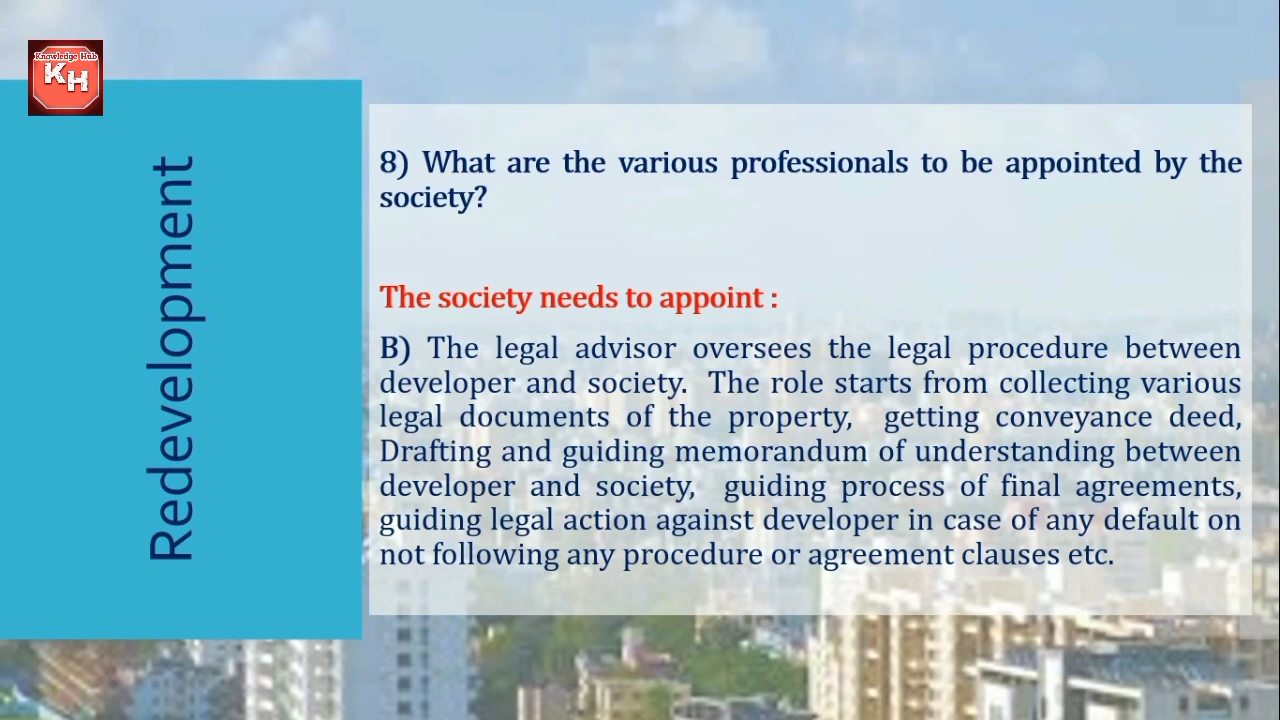 Knowledge Hub
KH
Redevelopment
8) What are the various professionals to be appointed by the
society?
The society needs to appoint :
B) The legal advisor oversees the legal procedure between
developer and society. The role starts from collecting various
legal documents of the property, getting conveyance deed,
Drafting and guiding memorandum of understanding between
developer and society, guiding process of final agreements,
guiding legal action against developer in case of any default on
not following any procedure or agreement clauses etc.